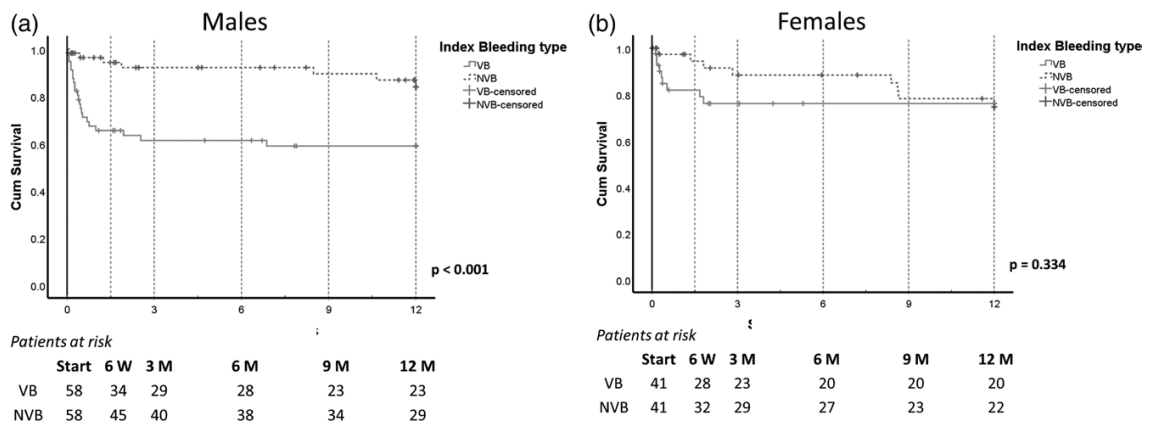 (a) Males
Index Bleeding type
VB
NVB
VB-censored
NVB-censored
Cum Survival
1.0
0.8
0.6
0.4
0.2
0.0
0 3 6 9 12
p < 0.001
Patients at risk
Start 6 W 3 M 6 M 9 M 12 M
VB 58 34 29 28 23 23
NVB 58 45 40 38 34 29
(b) Females
Index Bleeding type
VB
NVB
VB-censored
NVB-censored
Cum Survival
1.0
0.8
0.6
0.4
0.2
0.0
0 3 6 9 12
p = 0.334
Patients at risk
Start 6 W 3 M 6 M 9 M 12 M
VB 41 28 23 20 20 20
NVB 41 32 29 27 23 22